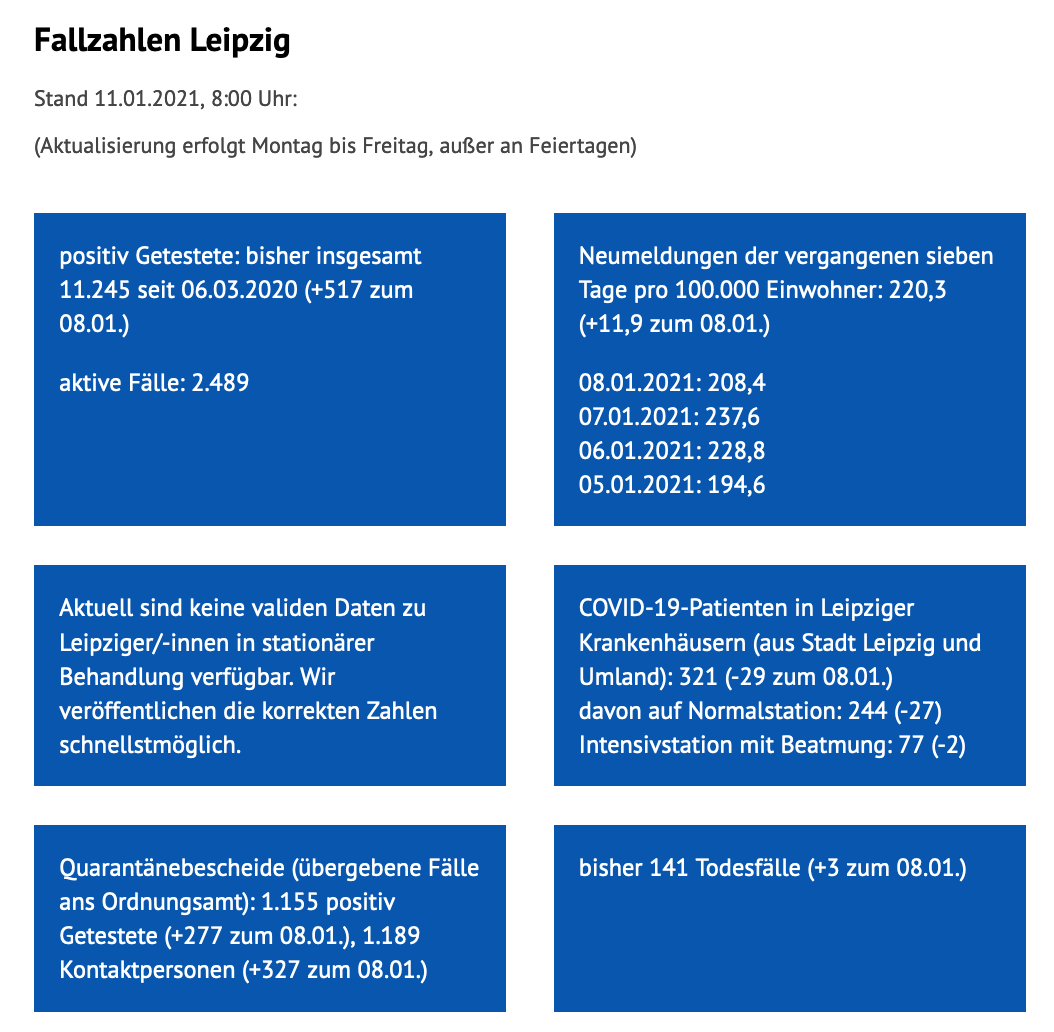 Fallzahlen Leipzig
Stand 11.01.2021, 8:00 Uhr:
(Aktualisierung erfolgt Montag bis Freitag, außer an Feiertagen)
positiv Getestete: bisher insgesamt
11.245 seit 06.03.2020 (+517 zum
08.01.)
aktive Fälle: 2.489
Neumeldungen der vergangenen sieben
Tage pro 100.000 Einwohner: 220,3
(+11,9 zum 08.01.)
08.01.2021: 208,4
07.01.2021: 237,6
06.01.2021: 228,8
05.01.2021: 194,6
Aktuell sind keine validen Daten zu
Leipziger/-innen in stationärer
Behandlung verfügbar. Wir
veröffentlichen die korrekten Zahlen
schnellstmöglich.
COVID-19-Patienten in Leipziger
Krankenhäusern (aus Stadt Leipzig und
Umland): 321 (-29 zum 08.01.)
davon auf Normalstation: 244 (-27)
Intensivstation mit Beatmung: 77 (-2)
Quarantänebescheide (übergebene Fälle
ans Ordnungsamt): 1.155 positiv
Getestete (+277 zum 08.01.), 1.189
Kontaktpersonen (+327 zum 08.01.)
bisher 141 Todesfälle (+3 zum 08.01.)